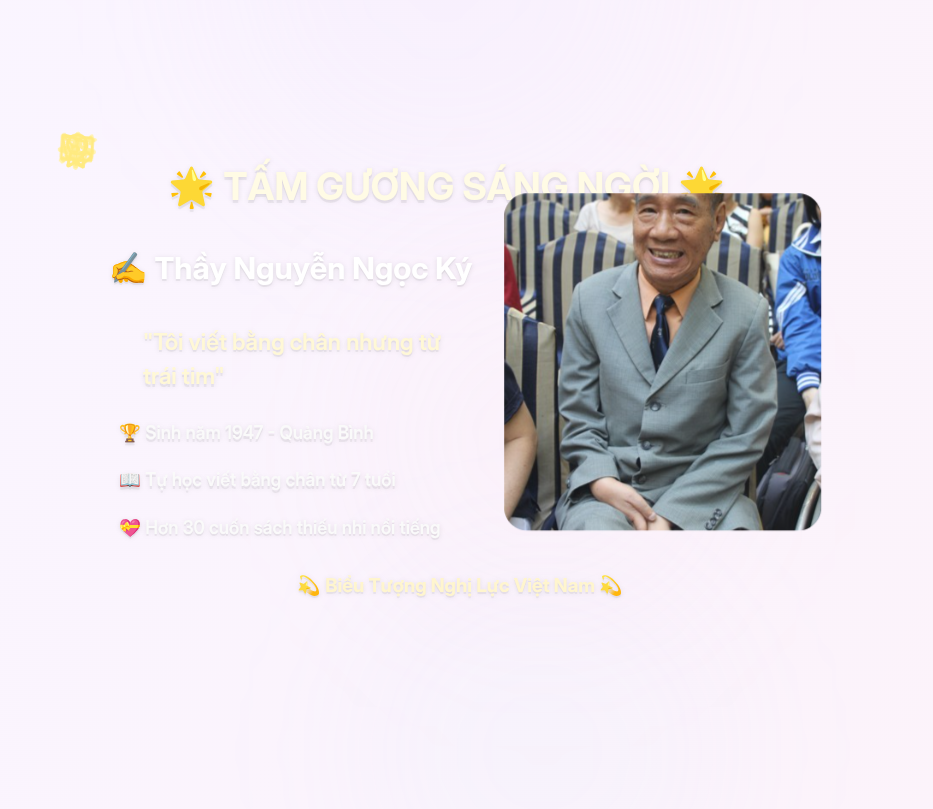 🌟 TẤM GƯƠNG SÁNG NGỜI 🌟
✍️ Thầy Nguyễn Ngọc Ký
"Tôi viết bằng chân nhưng từ
trái tim"
🏆 Sinh năm 1947 - Quảng Bình
📖 Tự học viết bằng chân từ 7 tuổi
💝 Hơn 30 cuốn sách thiếu nhi nổi tiếng
💫 Biểu Tượng Nghị Lực Việt Nam 💫